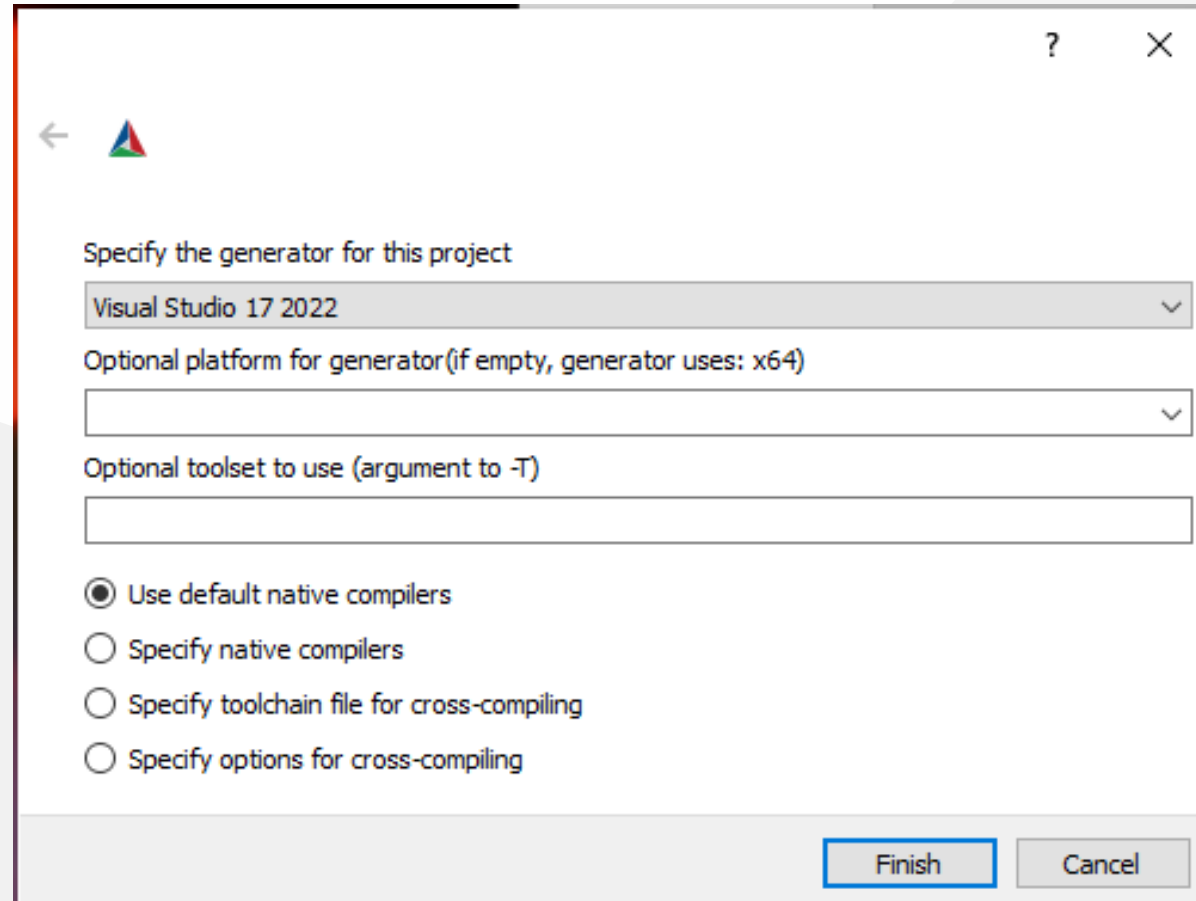 ?
Specify the generator for this project
Visual Studio 17 2022
Optional platform for generator(if empty, generator uses: x64)
Optional toolset to use (argument to -T)
Use default native compilers
Specify native compilers
Specify toolchain file for cross-compiling
Specify options for cross-compiling
Finish Cancel